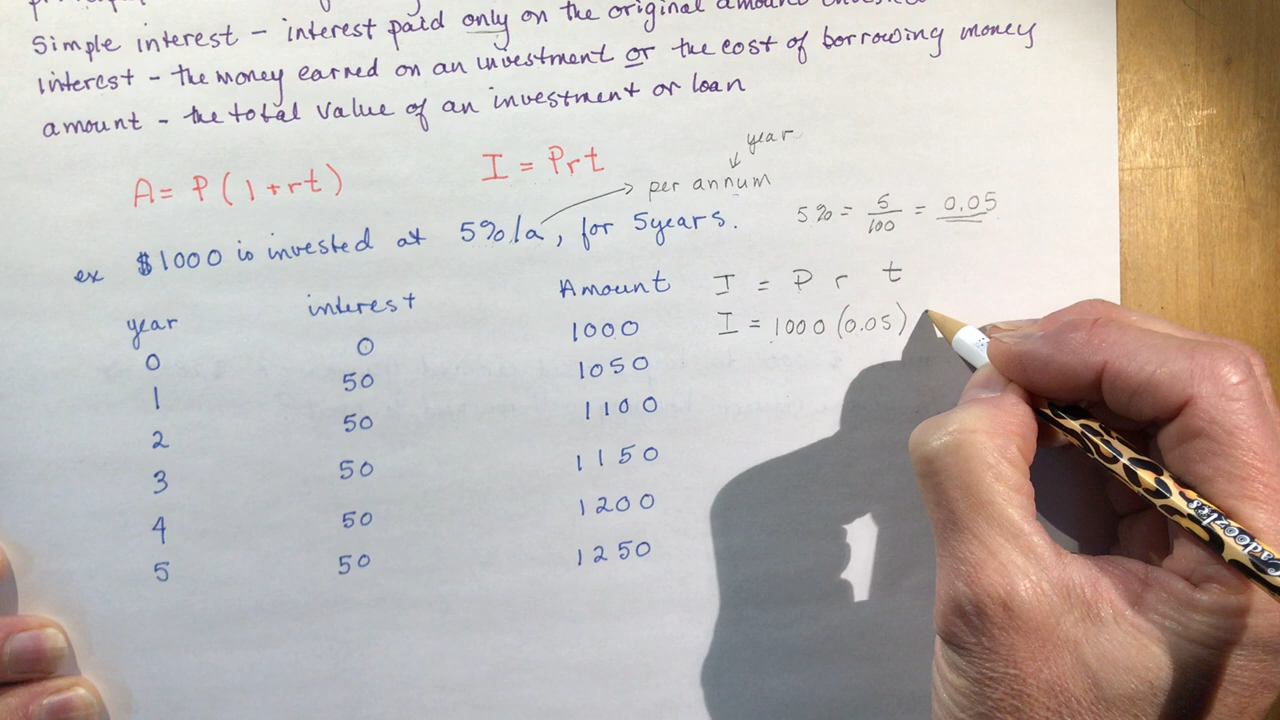 Simple interest - interest paid only on the original amount
interest - the money earned on an investment or the cost of borrowing money
amount - the total value of an investment or loan
year
A = P(1+rt) I = Prt
per annum
ex $1000 is invested at 5%/a, for 5 years.
5% = 5/100 = 0.05
year interest Amount
0 0 1000
1 50 1050
2 50 1100
3 50 1150
4 50 1200
5 50 1250
I = P r t
I = 1000 (0.05)